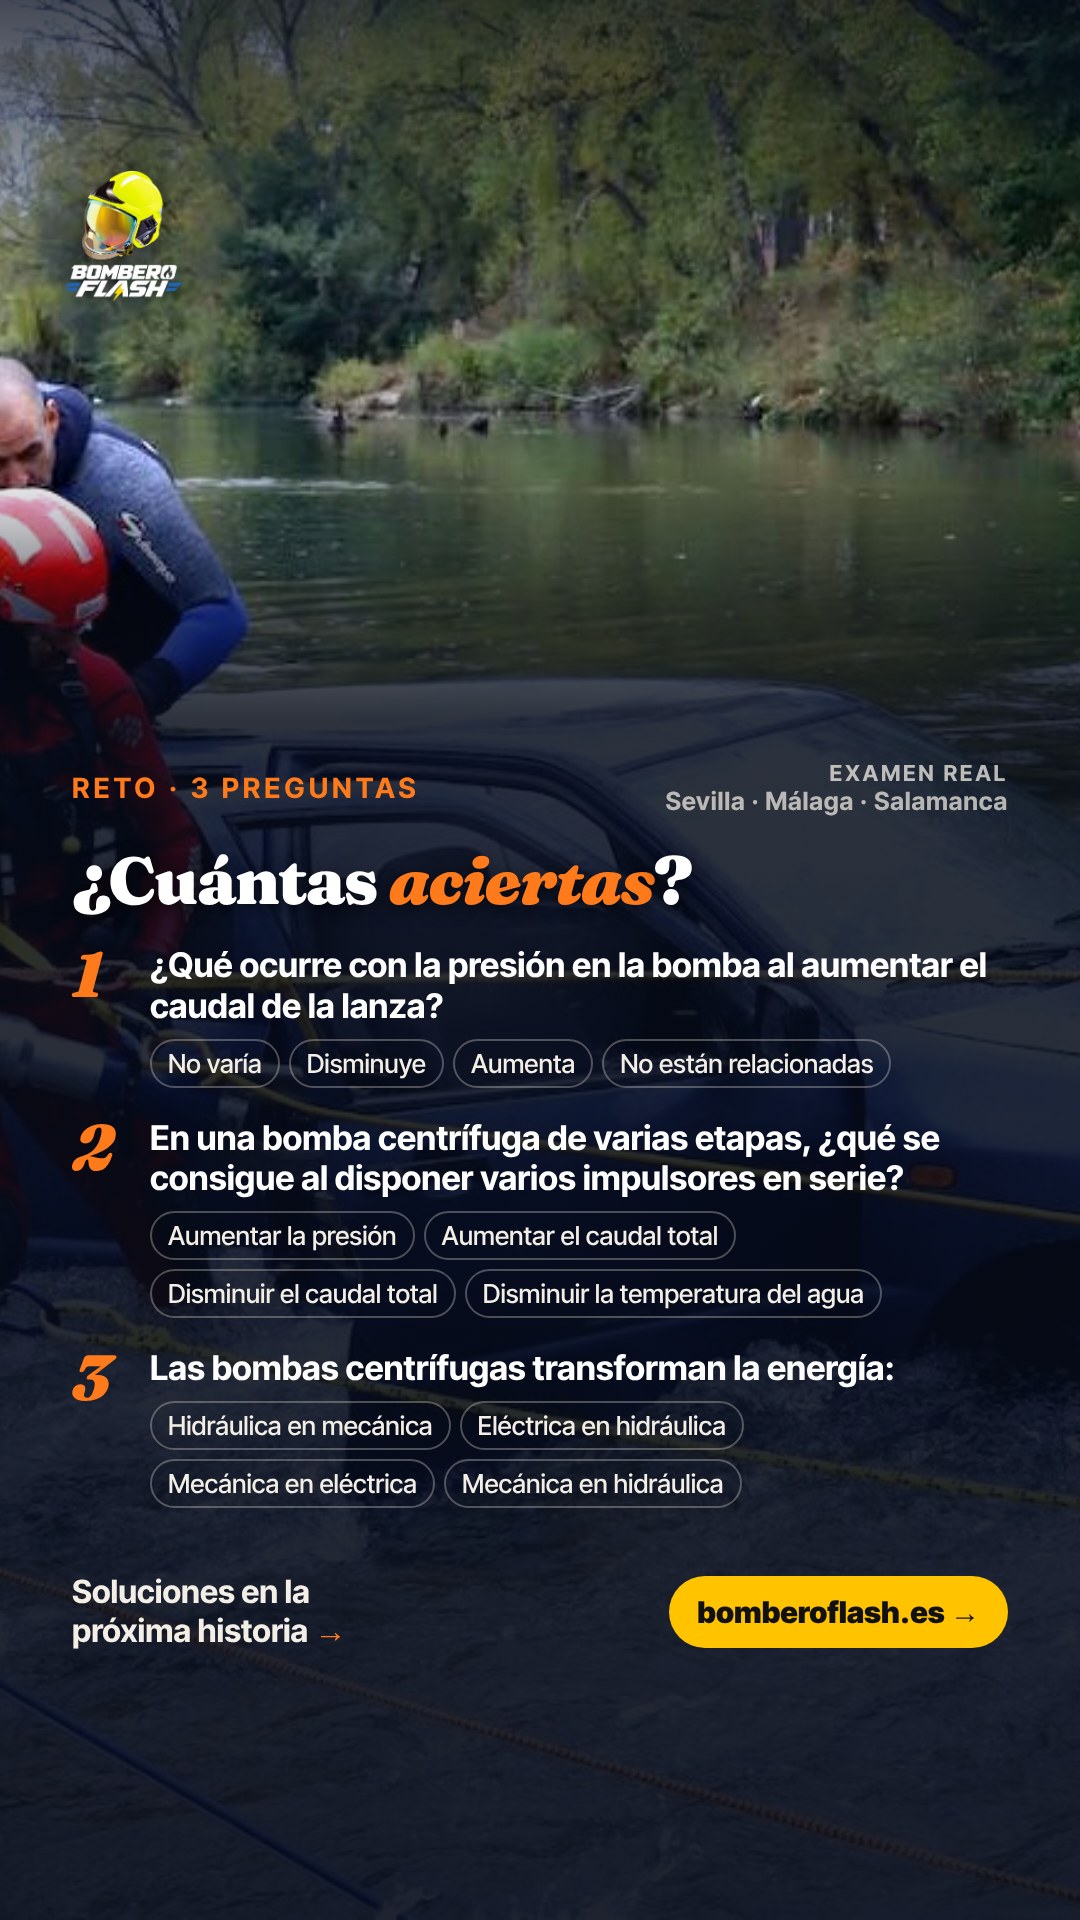 BOMBERO
FLASH
RETO · 3 PREGUNTAS
EXAMEN REAL
Sevilla · Málaga · Salamanca
¿Cuántas aciertas?
1
¿Qué ocurre con la presión en la bomba al aumentar el
caudal de la lanza?
No varía
Disminuye
Aumenta
No están relacionadas
2
En una bomba centrífuga de varias etapas, ¿qué se
consigue al disponer varios impulsores en serie?
Aumentar la presión
Aumentar el caudal total
Disminuir el caudal total
Disminuir la temperatura del agua
3
Las bombas centrífugas transforman la energía:
Hidráulica en mecánica
Eléctrica en hidráulica
Mecánica en eléctrica
Mecánica en hidráulica
Soluciones en la
próxima historia →
bomberoflash.es →